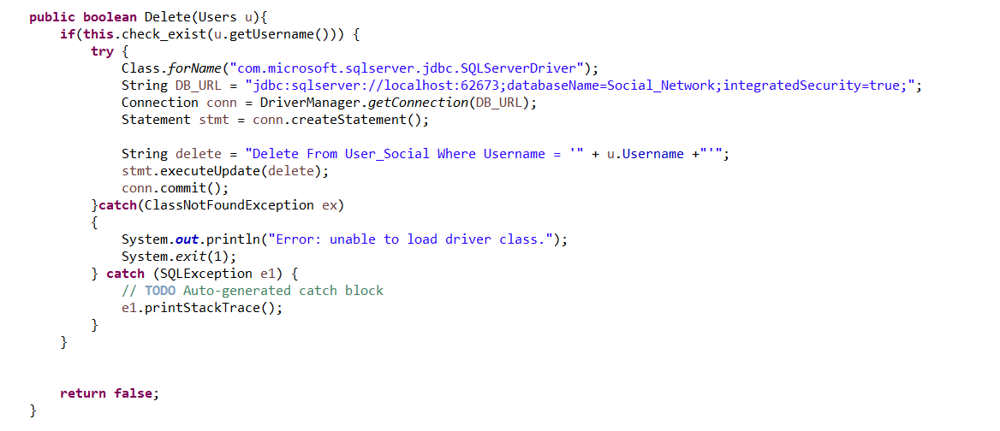 public boolean Delete(Users u){
if(this.check_exist(u.getUsername())) {
try {
Class.forName("com.microsoft.sqlserver.jdbc.SQLServerDriver");
String DB_URL = "jdbc:sqlserver://localhost:62673;databaseName=Social_Network;integratedSecurity=true;";
Connection conn = DriverManager.getConnection(DB_URL);
Statement stmt = conn.createStatement();
String delete = "Delete From User_Social Where Username = '" + u.Username +"'";
stmt.executeUpdate(delete);
conn.commit();
}catch(ClassNotFoundException ex)
{
System.out.println("Error: unable to load driver class.");
System.exit(1);
} catch (SQLException e1) {
// TODO Auto-generated catch block
e1.printStackTrace();
}
}
return false;
}